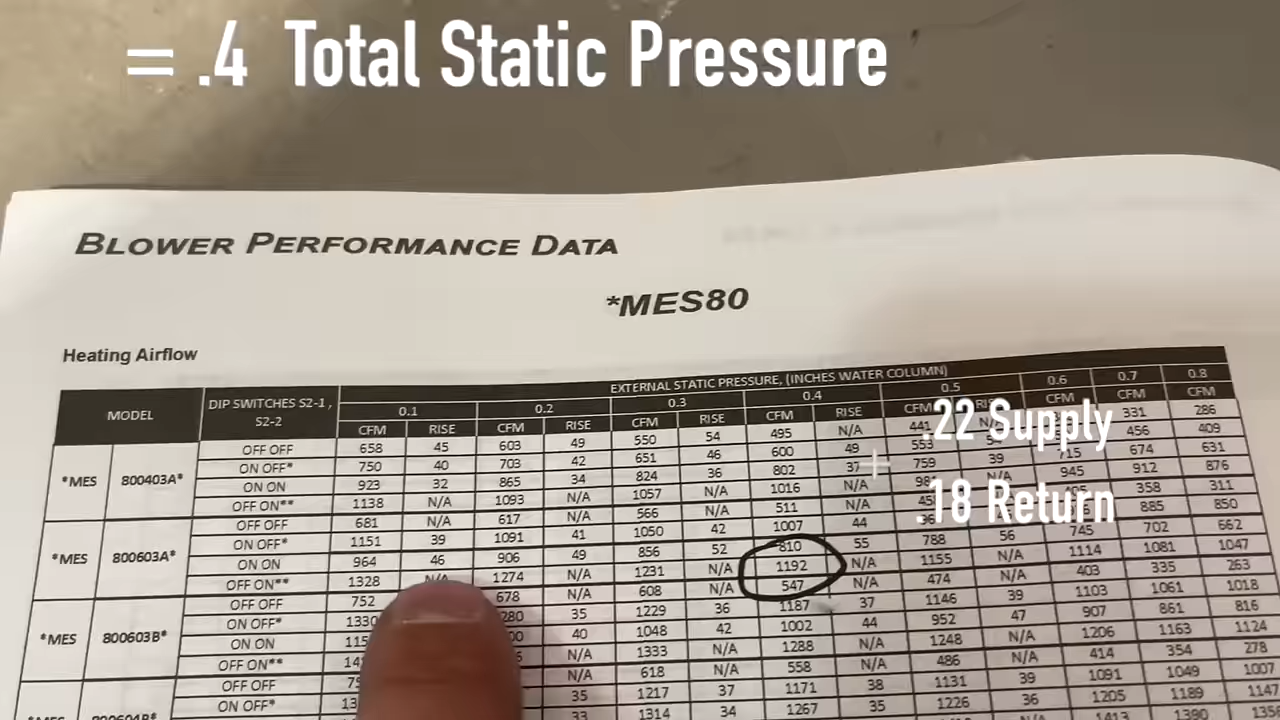 = .4 Total Static Pressure
BLOWER PERFORMANCE DATA
*MES80
Heating Airflow
MODEL DIP SWITCHES S2-1, S2-2 EXTERNAL STATIC PRESSURE, (INCHES WATER COLUMN)
0.1 0.2 0.3 0.4 0.5 0.6 0.7 0.8
CFM RISE CFM RISE CFM RISE CFM RISE CFM CFM CFM CFM
*MES 800403A*
OFF OFF 658 45 603 49 550 54 495 N/A 441 331 286
ON OFF* 750 40 703 42 651 46 600 49 553 456 409
ON ON 923 32 865 34 824 36 802 37 759 39 715 674 631
OFF ON** 1138 N/A 1093 N/A 1057 N/A 1016 N/A N/A 945 912 876
*MES 800603A*
OFF OFF 681 N/A 617 N/A 566 N/A 511 N/A 358 311
ON OFF* 1151 39 1091 41 1050 42 1007 44 885 850
ON ON 964 46 906 49 856 52 810 55 788 56 745 702 662
OFF ON** 1328 N/A 1274 N/A 1231 N/A 1192 N/A 1155 N/A 1114 1081 1047
*MES 800603B*
OFF OFF 752 678 N/A 608 N/A 547 N/A 474 N/A 403 335 263
ON OFF* 1330 35 1229 36 1187 37 1146 39 1103 1061 1018
ON ON 40 1048 42 1002 44 952 47 907 861 816
OFF ON** N/A 1333 N/A 1288 N/A 1248 N/A 1206 1163 1124
OFF OFF N/A 618 N/A 558 N/A 486 N/A 414 354 278
ON OFF* 35 1217 37 1171 38 1131 39 1091 1049 1007
33 1314 34 1267 35 1226 36 1205 1189 1147
.22 Supply
.18 Return